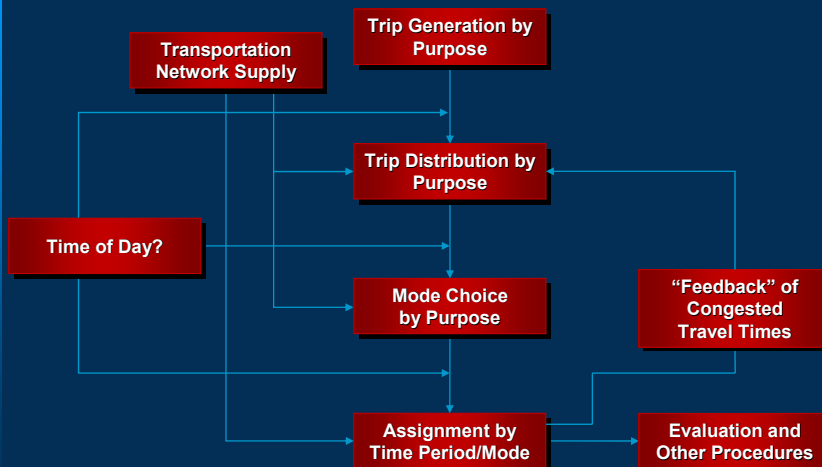 Trip Generation by
Purpose
Transportation
Network Supply
Trip Distribution by
Purpose
Time of Day?
Mode Choice
by Purpose
“Feedback” of
Congested
Travel Times
Assignment by
Time Period/Mode
Evaluation and
Other Procedures